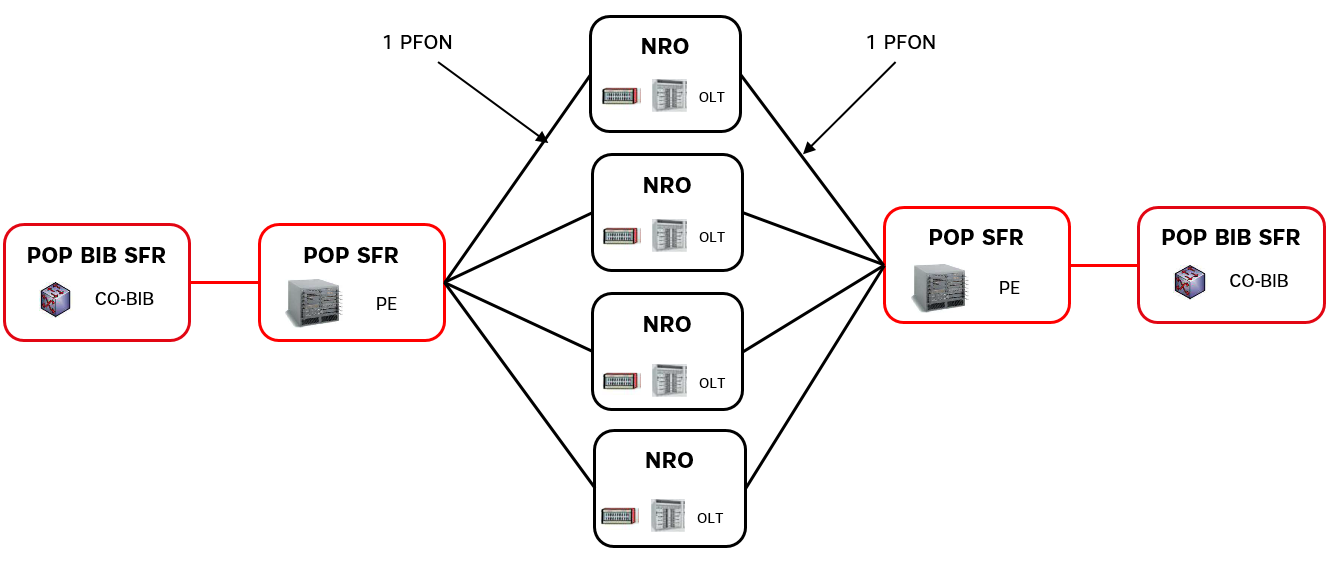 1 PFON
1 PFON
NRO
OLT
NRO
OLT
POP BIB SFR
CO-BIB
POP SFR
PE
POP SFR
PE
POP BIB SFR
CO-BIB
NRO
OLT
NRO
OLT